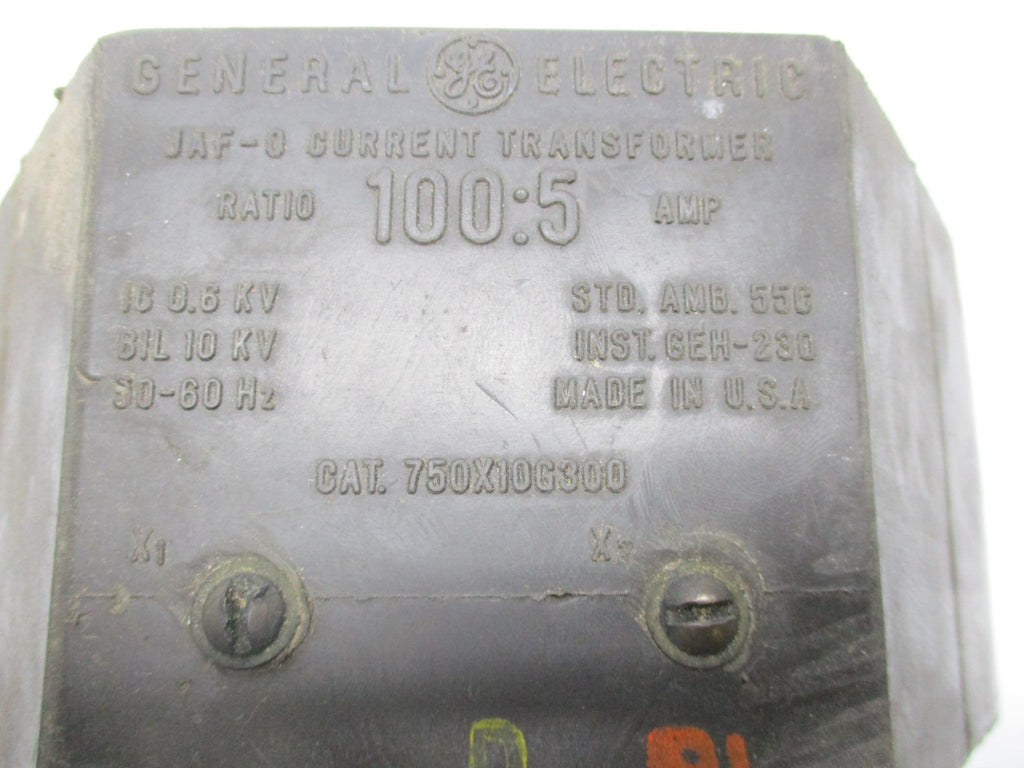 GENERAL GE ELECTRIC
JAF-0 CURRENT TRANSFORMER
RATIO 100:5 AMP
IC 0.6 KV STD. AMB. 55C
BIL 10 KV INST. GEH-230
50-60 Hz MADE IN U.S.A
CAT. 750X10G300
X1 X2